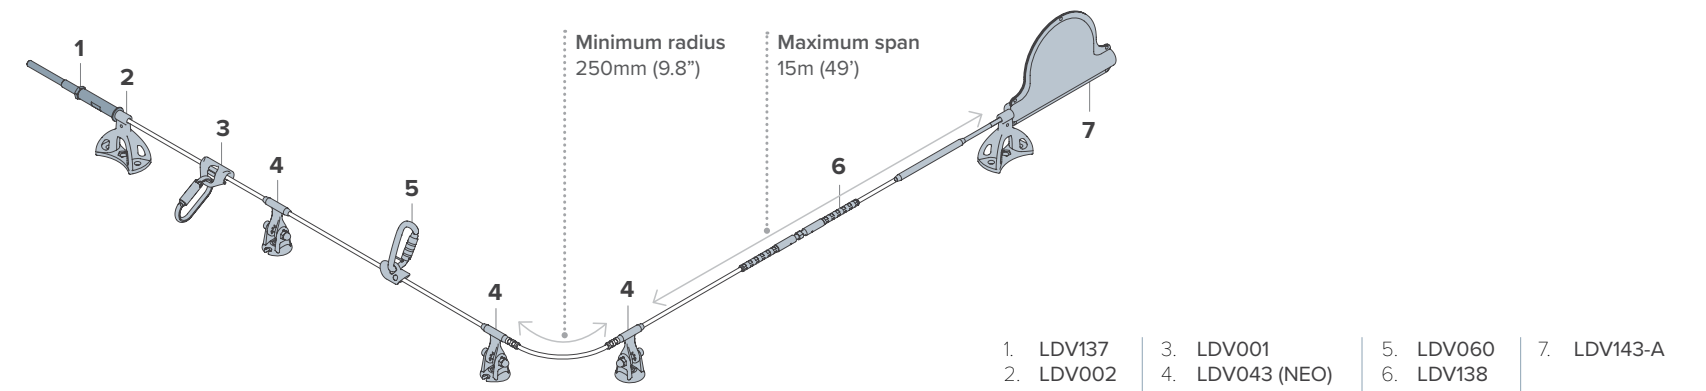 1
2
3
4
5
4
4
6
7
Minimum radius
250mm (9.8”)
Maximum span
15m (49’)
1. LDV137
2. LDV002
3. LDV001
4. LDV043 (NEO)
5. LDV060
6. LDV138
7. LDV143-A